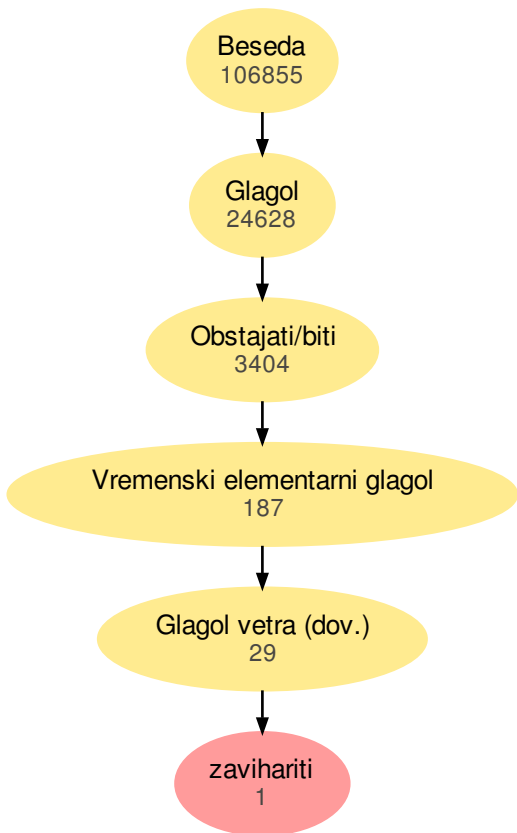 Beseda
106855
Glagol
24628
Obstajati/biti
3404
Vremenski elementarni glagol
187
Glagol vetra (dov.)
29
zavihariti
1